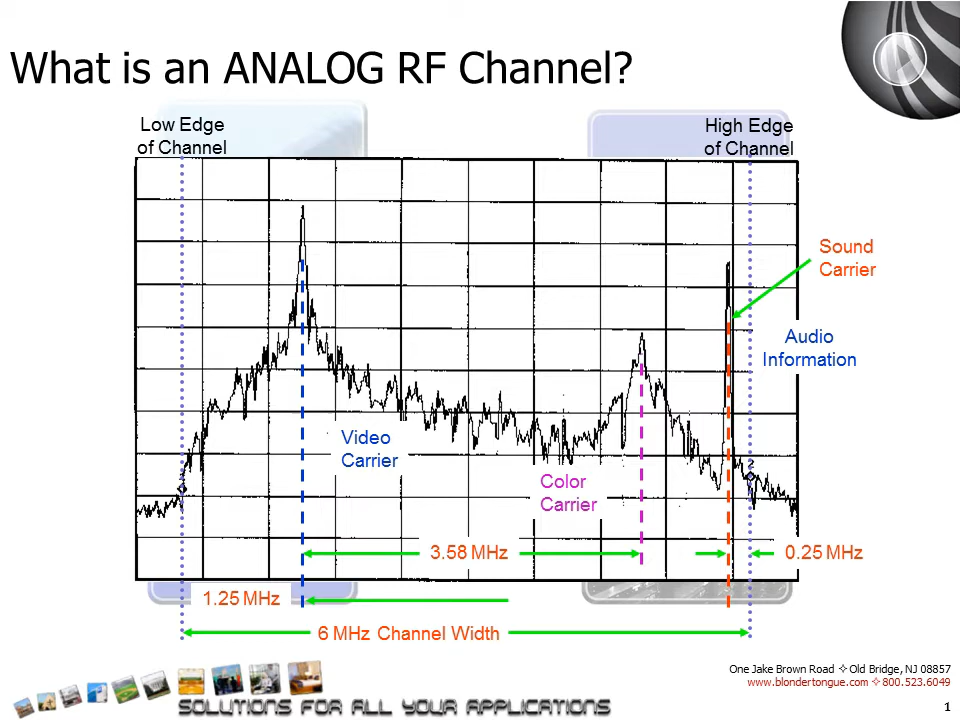 What is an ANALOG RF Channel?
Low Edge
of Channel
High Edge
of Channel
Sound
Carrier
Audio
Information
Video
Carrier
Color
Carrier
3.58 MHz
0.25 MHz
1.25 MHz
6 MHz Channel Width
One Jake Brown Road ✧ Old Bridge, NJ 08857
www.blondertongue.com ✧ 800.523.6049
SOLUTIONS FOR ALL YOUR APPLICATIONS
1